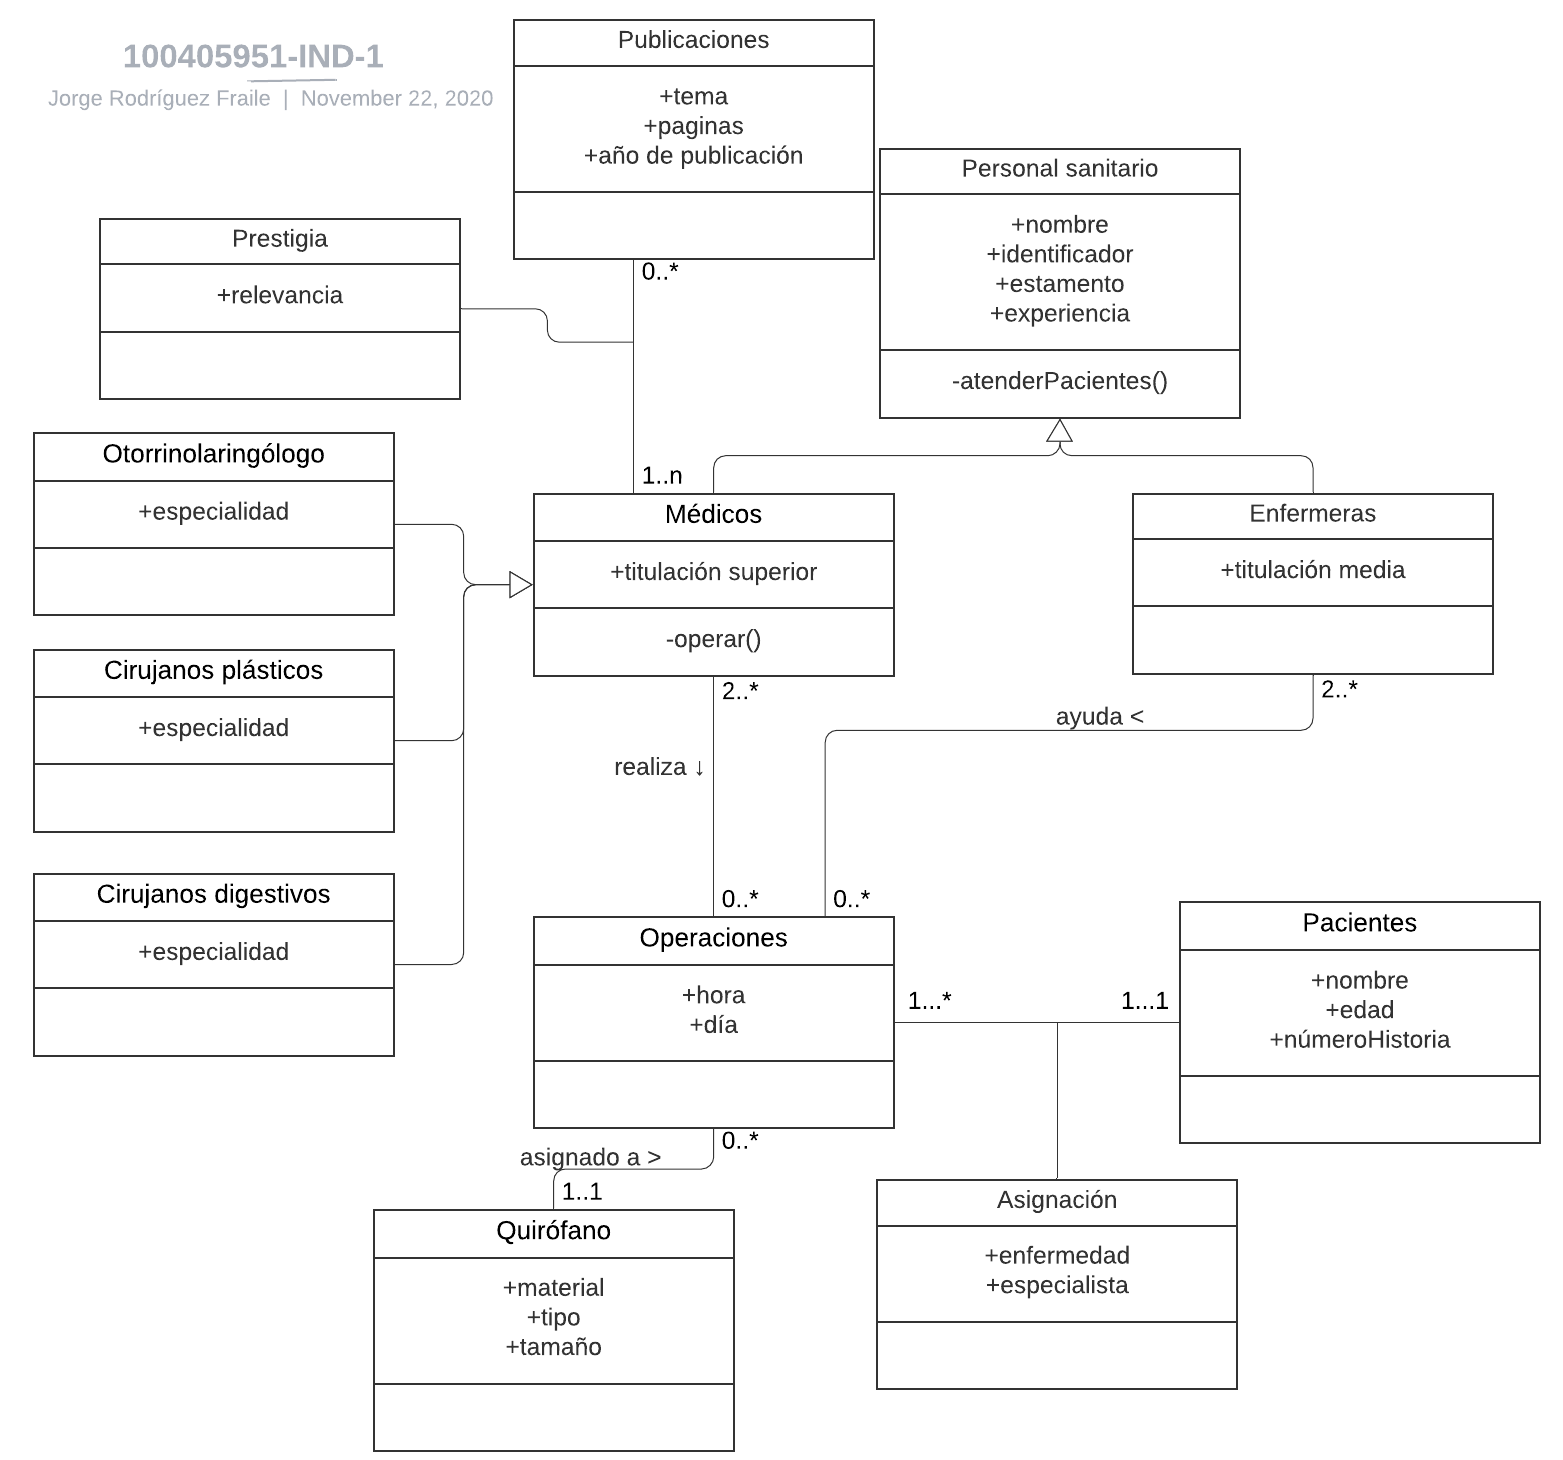 100405951-IND-1
Jorge Rodríguez Fraile | November 22, 2020
Publicaciones
+tema
+paginas
+año de publicación
0..*
1..n
Personal sanitario
+nombre
+identificador
+estamento
+experiencia
-atenderPacientes()
Prestigia
+relevancia
Otorrinolaringólogo
+especialidad
Cirujanos plásticos
+especialidad
Cirujanos digestivos
+especialidad
Médicos
+titulación superior
-operar()
2..*
realiza ↓
0..*
Enfermeras
+titulación media
2..*
ayuda <
0..*
Operaciones
+hora
+día
1...*
1...1
Pacientes
+nombre
+edad
+númeroHistoria
0..*
asignado a >
1..1
Quirófano
+material
+tipo
+tamaño
Asignación
+enfermedad
+especialista